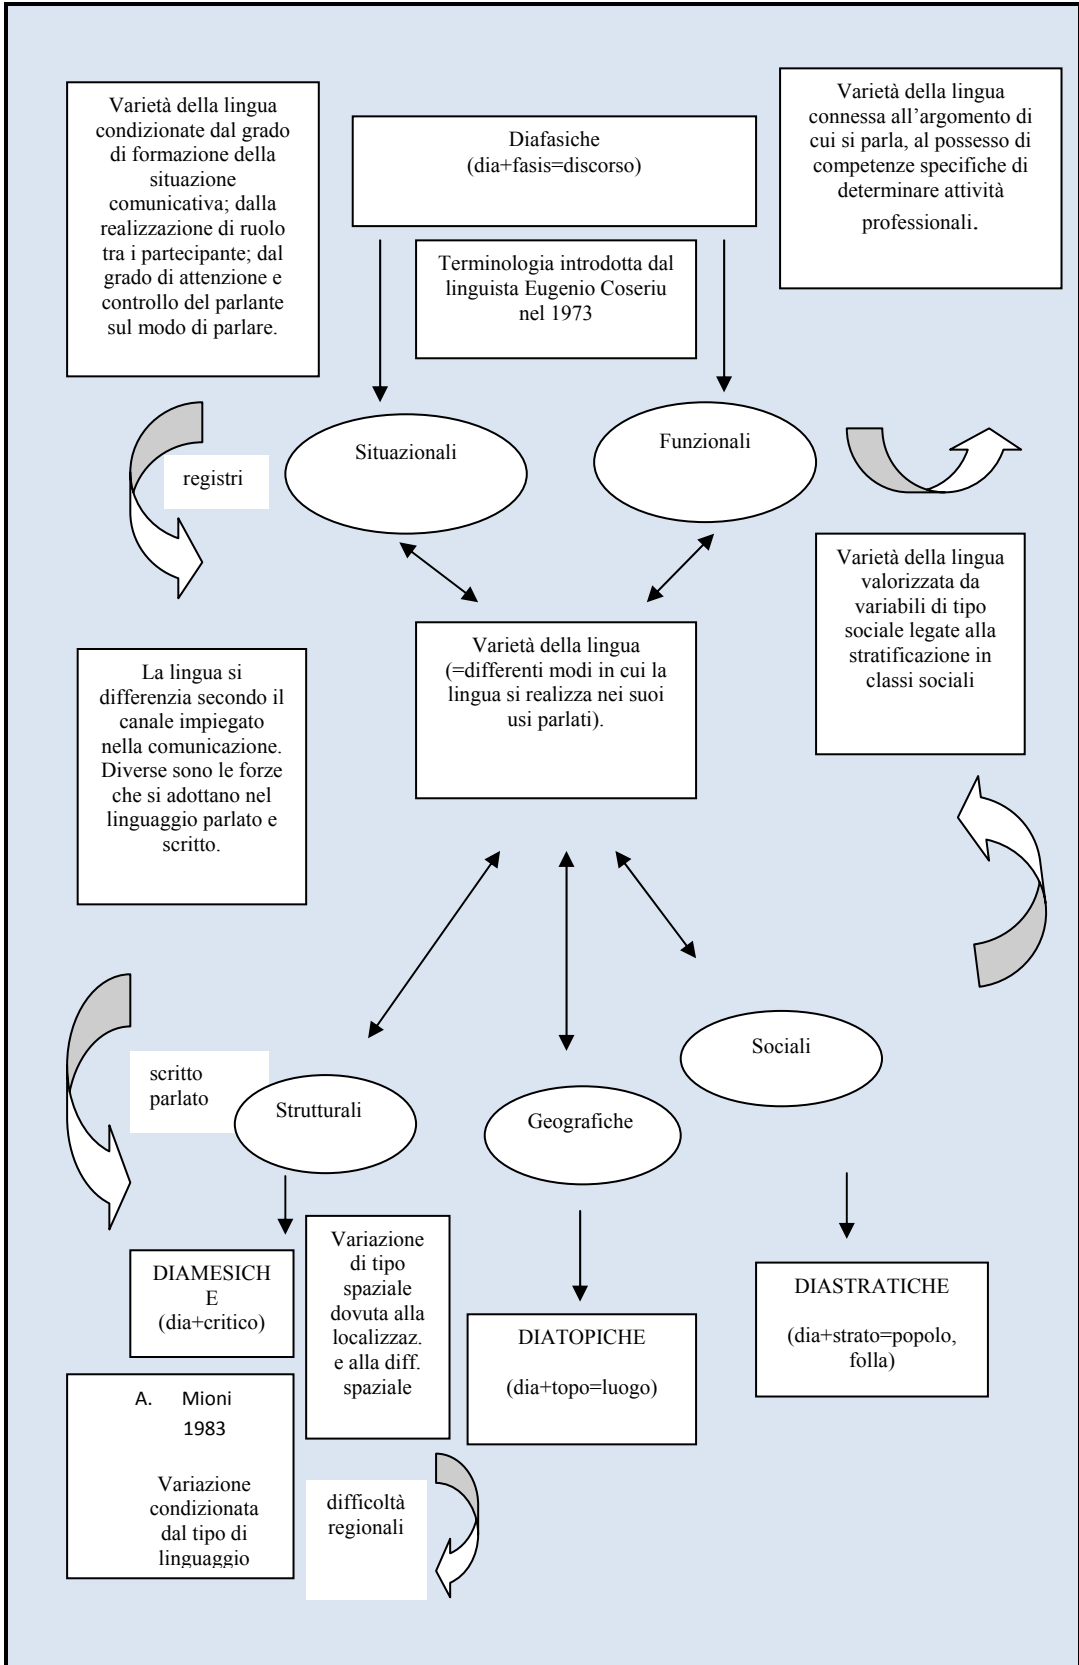 Varietà della lingua
condizionate dal grado
di formazione della
situazione
comunicativa; dalla
realizzazione di ruolo
tra i partecipante; dal
grado di attenzione e
controllo del parlante
sul modo di parlare.
Diafasiche
(dia+fasis=discorso)
Varietà della lingua
connessa all’argomento di
cui si parla, al possesso di
competenze specifiche di
determinare attività
professionali.
Terminologia introdotta dal
linguista Eugenio Coseriu
nel 1973
registri
Situazionali
Funzionali
La lingua si
differenzia secondo il
canale impiegato
nella comunicazione.
Diverse sono le forze
che si adottano nel
linguaggio parlato e
scritto.
Varietà della lingua
(=differenti modi in cui la
lingua si realizza nei suoi
usi parlati).
Varietà della lingua
valorizzata da
variabili di tipo
sociale legate alla
stratificazione in
classi sociali
scritto
parlato
Strutturali
Geografiche
Sociali
DIAMESICH
E
(dia+critico)
Variazione
di tipo
spaziale
dovuta alla
localizzaz.
e alla diff.
spaziale
DIATOPICHE
(dia+topo=luogo)
DIASTRATICHE
(dia+strato=popolo,
folla)
A. Mioni
1983
Variazione
condizionata
dal tipo di
linguaggio
difficoltà
regionali